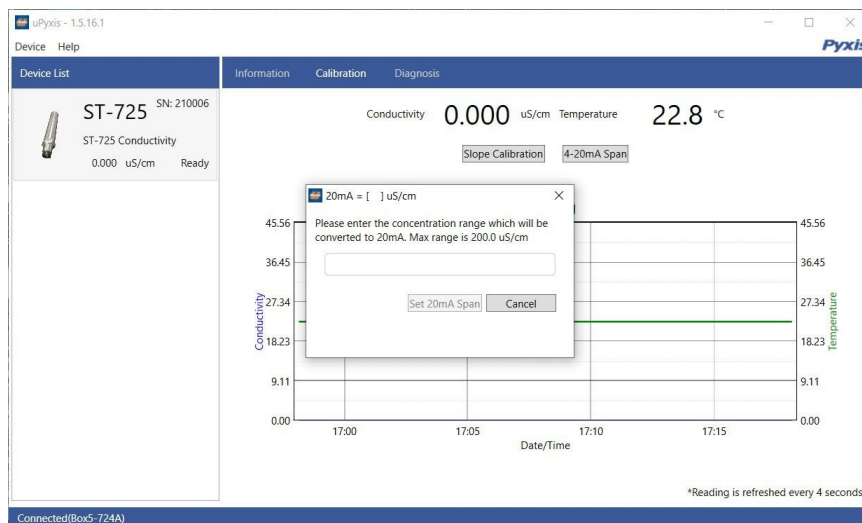 uPyxis - 1.5.16.1
Device Help
Pyxis
Device List
Information Calibration Diagnosis
ST-725 SN: 210006
ST-725 Conductivity
0.000 uS/cm Ready
Conductivity 0.000 uS/cm Temperature 22.8 °C
Slope Calibration 4-20mA Span
20mA = [ ] uS/cm
Please enter the concentration range which will be
converted to 20mA. Max range is 200.0 uS/cm
Set 20mA Span Cancel
45.56 45.56
36.45 36.45
27.34 27.34
18.23 18.23
9.11 9.11
0.00 0.00
Conductivity
Temperature
17:00 17:05 17:10 17:15
Date/Time
*Reading is refreshed every 4 seconds
Connected(Box5-724A)